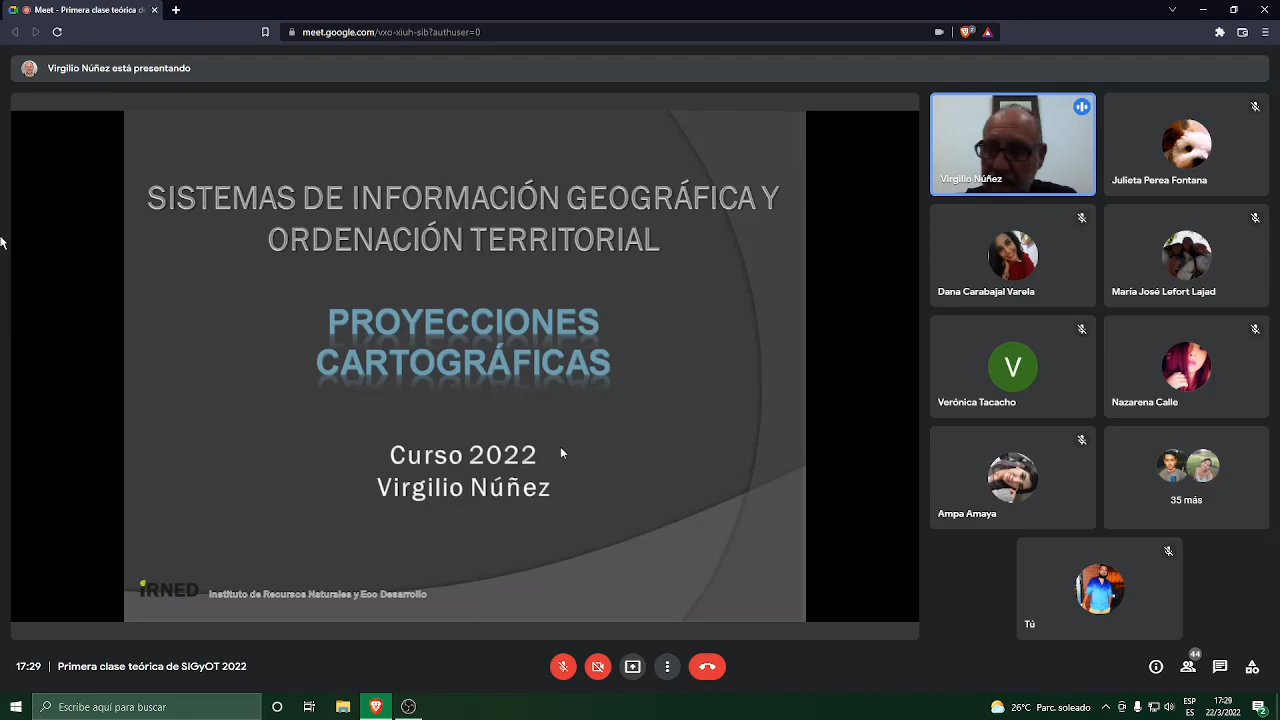 Meet - Primera clase teórica de
meet.google.com/vxo-xiuh-sib?authuser=0
2
Virgilio Núñez está presentando
SISTEMAS DE INFORMACIÓN GEOGRÁFICA Y
ORDENACIÓN TERRITORIAL
PROYECCIONES
CARTOGRÁFICAS
Curso 2022
Virgilio Núñez
iRNED Instituto de Recursos Naturales y Eco Desarrollo
Virgilio Núñez
Julieta Perea Fontana
Dana Carabajal Varela
María José Lefort Lajad
V
Verónica Tacacho
Nazarena Calle
Ampa Amaya
35 más
Tú
17:29 Primera clase teórica de SIGyOT 2022
44
Escribe aquí para buscar
26°C Parc. soleado
ESP
ES
17:29
22/3/2022
2